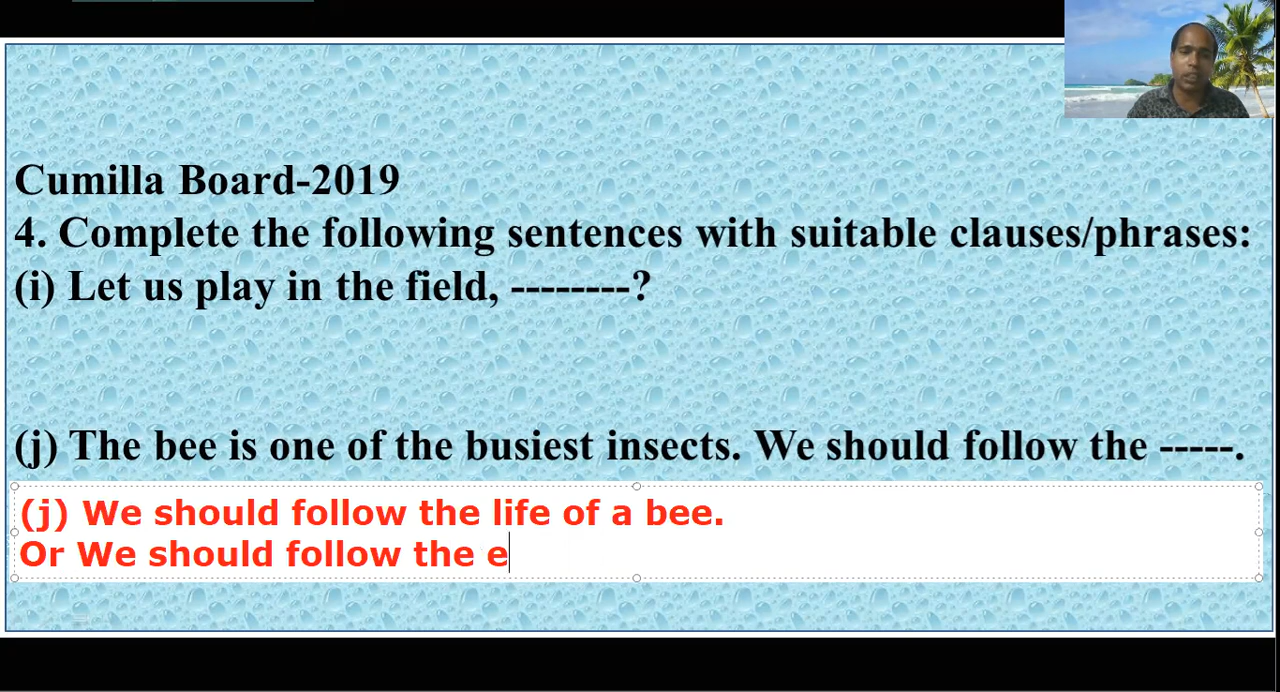 Cumilla Board-2019
4. Complete the following sentences with suitable clauses/phrases:
(i) Let us play in the field, --------?
(j) The bee is one of the busiest insects. We should follow the -----.
(j) We should follow the life of a bee.
Or We should follow the e